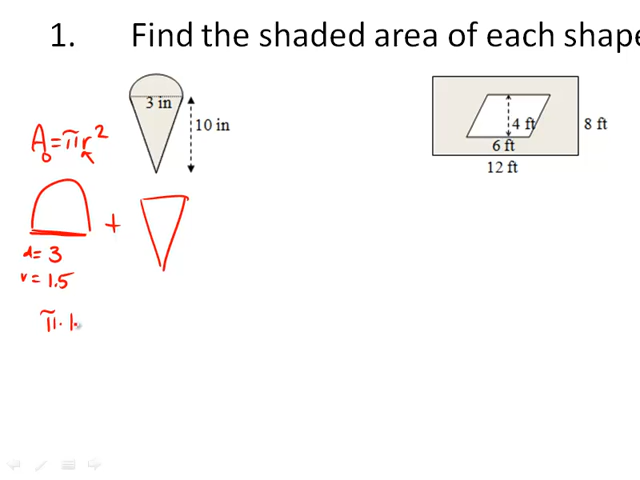 1. Find the shaded area of each shape
3 in
10 in
4 ft
8 ft
6 ft
12 ft
A○=πr²
+
d=3
r=1.5
π·1